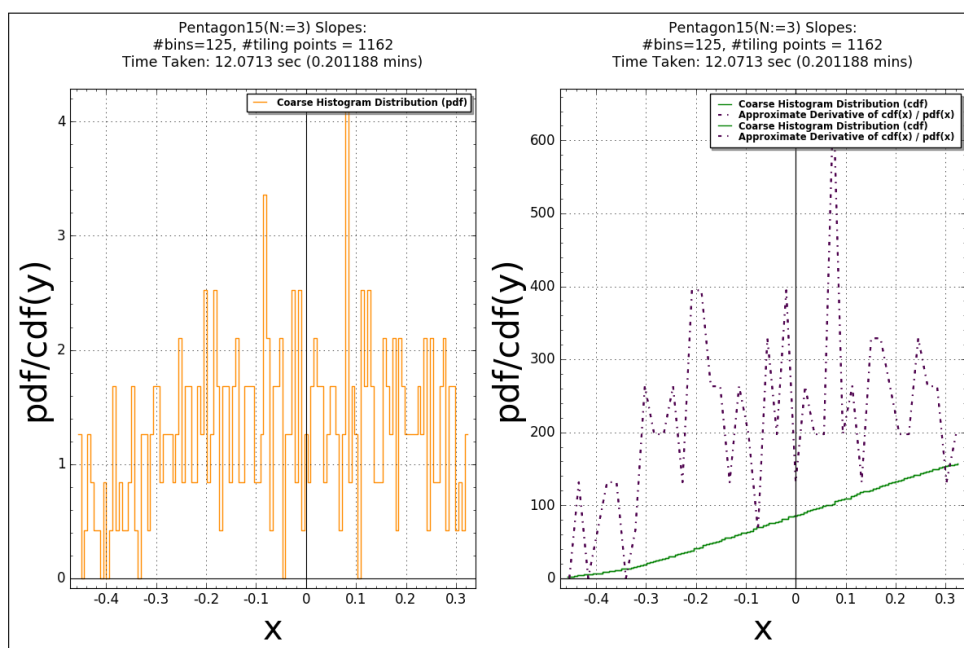 Pentagon15(N:=3) Slopes:
#bins=125, #tiling points = 1162
Time Taken: 12.0713 sec (0.201188 mins)
Coarse Histogram Distribution (pdf)
4
3
2
1
0
-0.4
-0.3
-0.2
-0.1
0
0.1
0.2
0.3
pdf/cdf(y)
x
Pentagon15(N:=3) Slopes:
#bins=125, #tiling points = 1162
Time Taken: 12.0713 sec (0.201188 mins)
Coarse Histogram Distribution (cdf)
Approximate Derivative of cdf(x) / pdf(x)
Coarse Histogram Distribution (cdf)
Approximate Derivative of cdf(x) / pdf(x)
600
500
400
300
200
100
0
-0.4
-0.3
-0.2
-0.1
0
0.1
0.2
0.3
pdf/cdf(y)
x